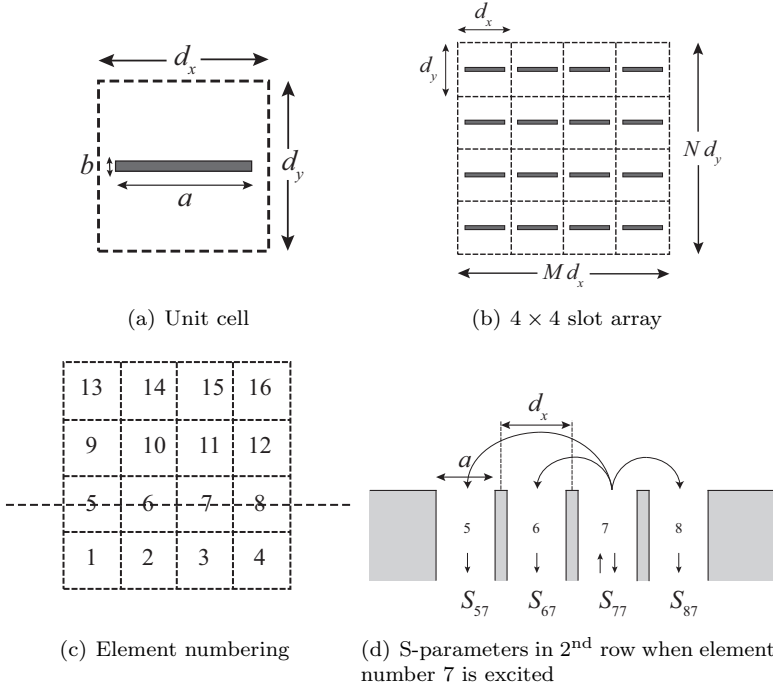 d_x
b
a
d_y
(a) Unit cell
d_x
d_y
N d_y
M d_x
(b) 4 × 4 slot array
13 14 15 16
9 10 11 12
5 6 7 8
1 2 3 4
(c) Element numbering
d_x
a
5 6 7 8
S_57 S_67 S_77 S_87
(d) S-parameters in 2nd row when element
number 7 is excited